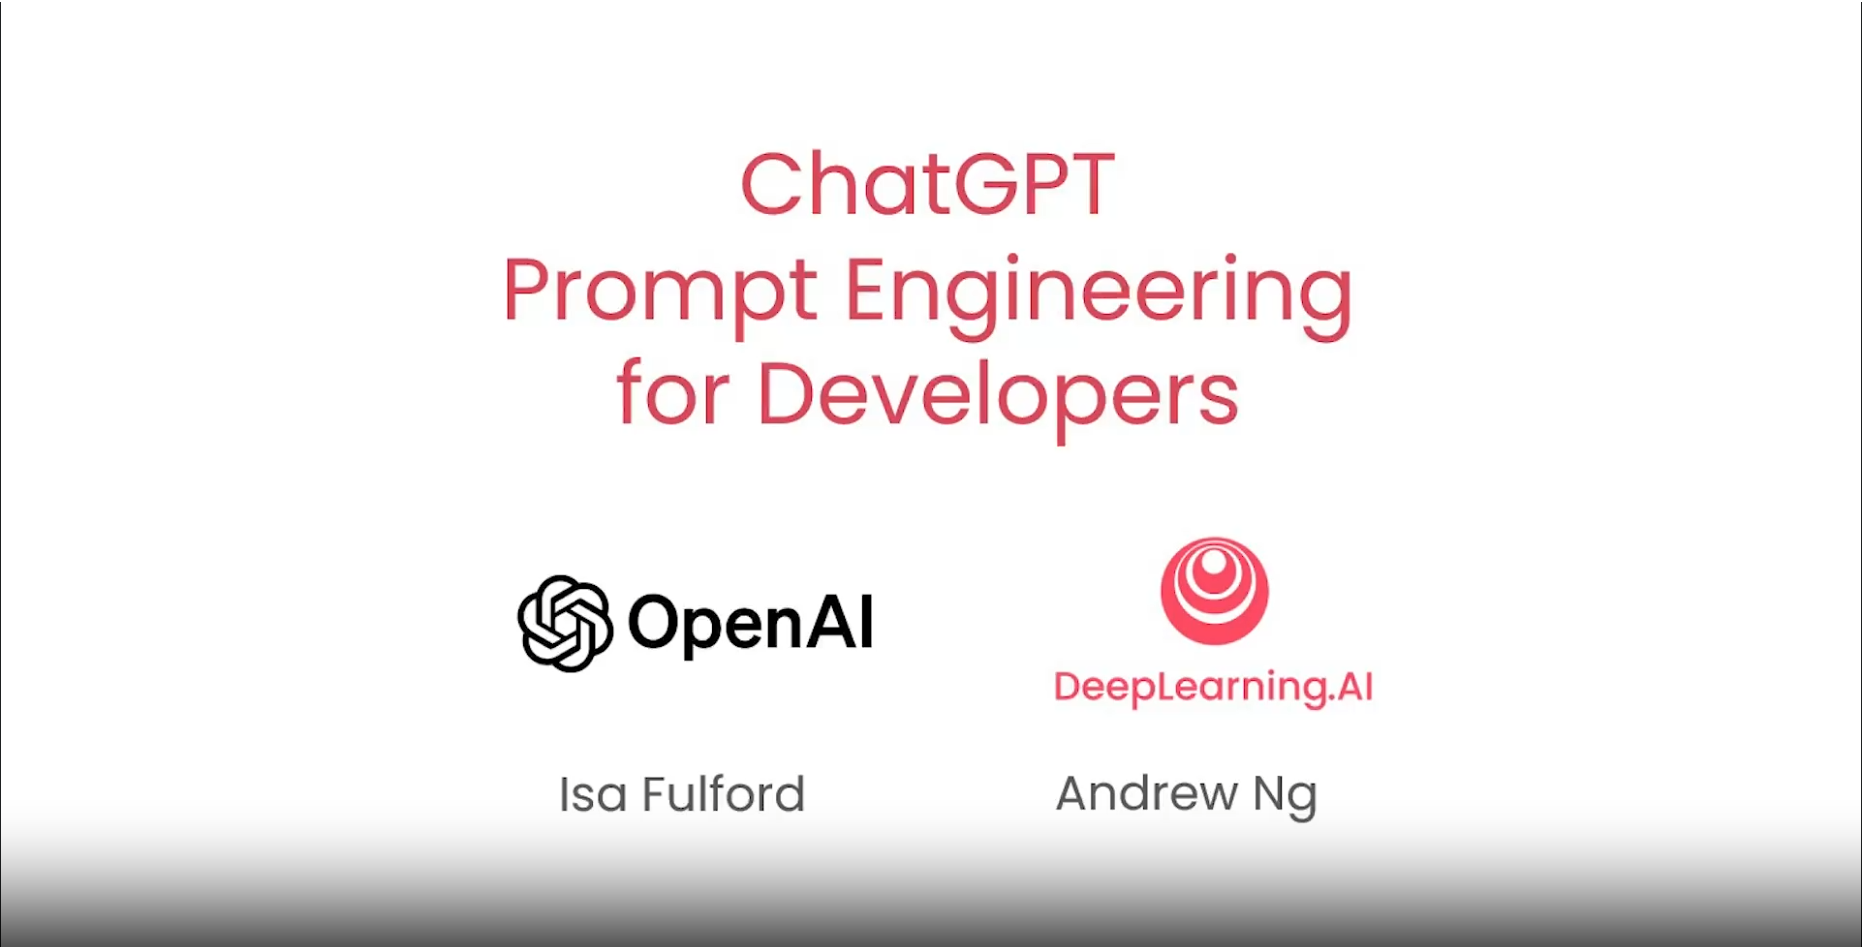 ChatGPT
Prompt Engineering
for Developers
OpenAI
DeepLearning.AI
Isa Fulford
Andrew Ng